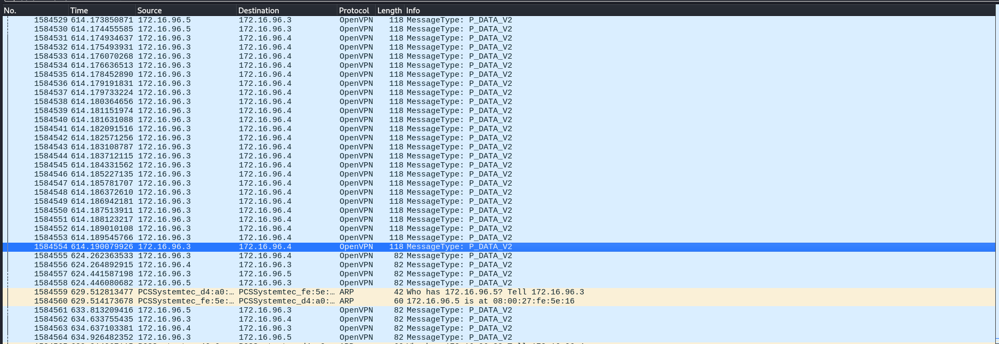 No. Time Source Destination Protocol Length Info
1584529 614.173850871 172.16.96.5 172.16.96.3 OpenVPN 118 MessageType: P_DATA_V2
1584530 614.174455585 172.16.96.5 172.16.96.3 OpenVPN 118 MessageType: P_DATA_V2
1584531 614.174934637 172.16.96.3 172.16.96.4 OpenVPN 118 MessageType: P_DATA_V2
1584532 614.175493931 172.16.96.3 172.16.96.4 OpenVPN 118 MessageType: P_DATA_V2
1584533 614.176070268 172.16.96.3 172.16.96.4 OpenVPN 118 MessageType: P_DATA_V2
1584534 614.176636513 172.16.96.3 172.16.96.4 OpenVPN 118 MessageType: P_DATA_V2
1584535 614.178452890 172.16.96.3 172.16.96.4 OpenVPN 118 MessageType: P_DATA_V2
1584536 614.179191831 172.16.96.3 172.16.96.4 OpenVPN 118 MessageType: P_DATA_V2
1584537 614.179733224 172.16.96.3 172.16.96.4 OpenVPN 118 MessageType: P_DATA_V2
1584538 614.180364656 172.16.96.3 172.16.96.4 OpenVPN 118 MessageType: P_DATA_V2
1584539 614.181151974 172.16.96.3 172.16.96.4 OpenVPN 118 MessageType: P_DATA_V2
1584540 614.181631088 172.16.96.3 172.16.96.4 OpenVPN 118 MessageType: P_DATA_V2
1584541 614.182091516 172.16.96.3 172.16.96.4 OpenVPN 118 MessageType: P_DATA_V2
1584542 614.182571256 172.16.96.3 172.16.96.4 OpenVPN 118 MessageType: P_DATA_V2
1584543 614.183108787 172.16.96.3 172.16.96.4 OpenVPN 118 MessageType: P_DATA_V2
1584544 614.183712115 172.16.96.3 172.16.96.4 OpenVPN 118 MessageType: P_DATA_V2
1584545 614.184331562 172.16.96.3 172.16.96.4 OpenVPN 118 MessageType: P_DATA_V2
1584546 614.185227135 172.16.96.3 172.16.96.4 OpenVPN 118 MessageType: P_DATA_V2
1584547 614.185781707 172.16.96.3 172.16.96.4 OpenVPN 118 MessageType: P_DATA_V2
1584548 614.186372610 172.16.96.3 172.16.96.4 OpenVPN 118 MessageType: P_DATA_V2
1584549 614.186942181 172.16.96.3 172.16.96.4 OpenVPN 118 MessageType: P_DATA_V2
1584550 614.187513911 172.16.96.3 172.16.96.4 OpenVPN 118 MessageType: P_DATA_V2
1584551 614.188123217 172.16.96.3 172.16.96.4 OpenVPN 118 MessageType: P_DATA_V2
1584552 614.189010108 172.16.96.3 172.16.96.4 OpenVPN 118 MessageType: P_DATA_V2
1584553 614.189545766 172.16.96.3 172.16.96.4 OpenVPN 118 MessageType: P_DATA_V2
1584554 614.190079926 172.16.96.3 172.16.96.4 OpenVPN 118 MessageType: P_DATA_V2
1584555 624.262363533 172.16.96.3 172.16.96.4 OpenVPN 82 MessageType: P_DATA_V2
1584556 624.264892915 172.16.96.4 172.16.96.3 OpenVPN 82 MessageType: P_DATA_V2
1584557 624.441587198 172.16.96.3 172.16.96.5 OpenVPN 82 MessageType: P_DATA_V2
1584558 624.446080682 172.16.96.5 172.16.96.3 OpenVPN 82 MessageType: P_DATA_V2
1584559 629.512813477 PCSSystemtec_d4:a0:… PCSSystemtec_fe:5e:… ARP 42 Who has 172.16.96.5? Tell 172.16.96.3
1584560 629.514173678 PCSSystemtec_fe:5e:… PCSSystemtec_d4:a0:… ARP 60 172.16.96.5 is at 08:00:27:fe:5e:16
1584561 633.813209416 172.16.96.5 172.16.96.3 OpenVPN 82 MessageType: P_DATA_V2
1584562 634.633755435 172.16.96.3 172.16.96.4 OpenVPN 82 MessageType: P_DATA_V2
1584563 634.637103381 172.16.96.4 172.16.96.3 OpenVPN 82 MessageType: P_DATA_V2
1584564 634.926482352 172.16.96.3 172.16.96.5 OpenVPN 82 MessageType: P_DATA_V2